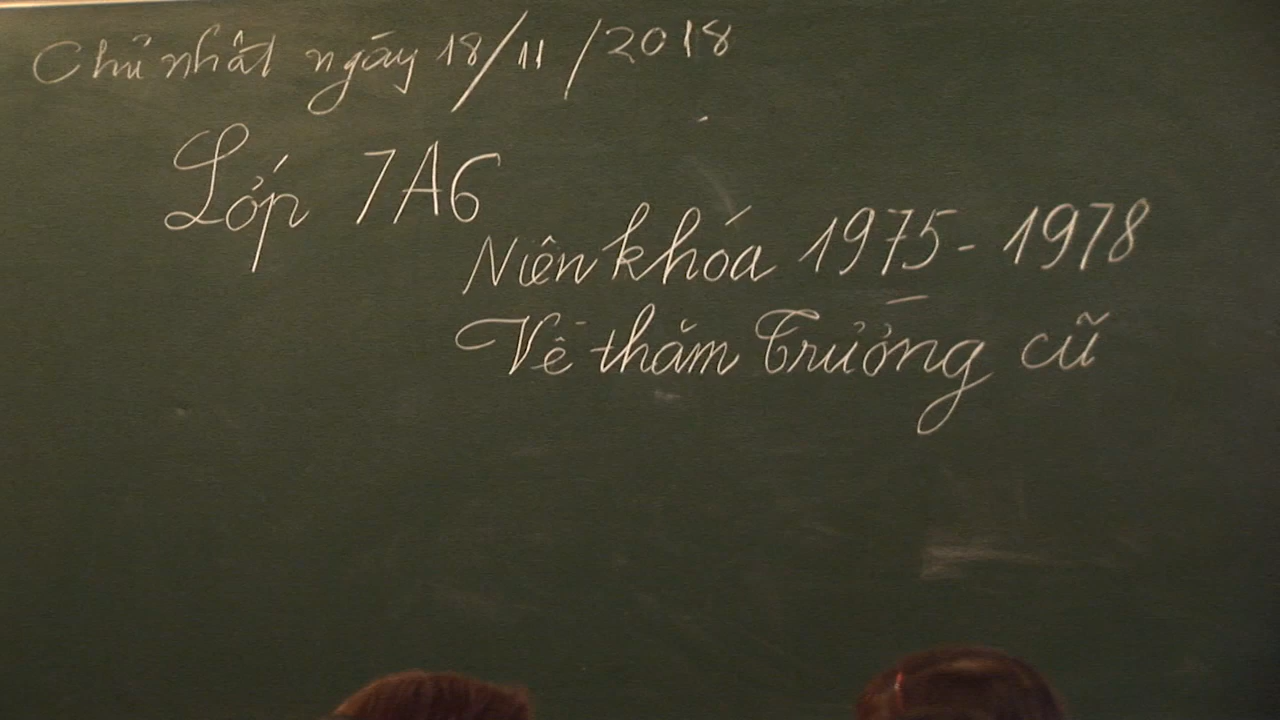 Chủ nhật ngày 18/11/2018
Lớp 7A6
Niên khóa 1975-1978
Về thăm Trường cũ